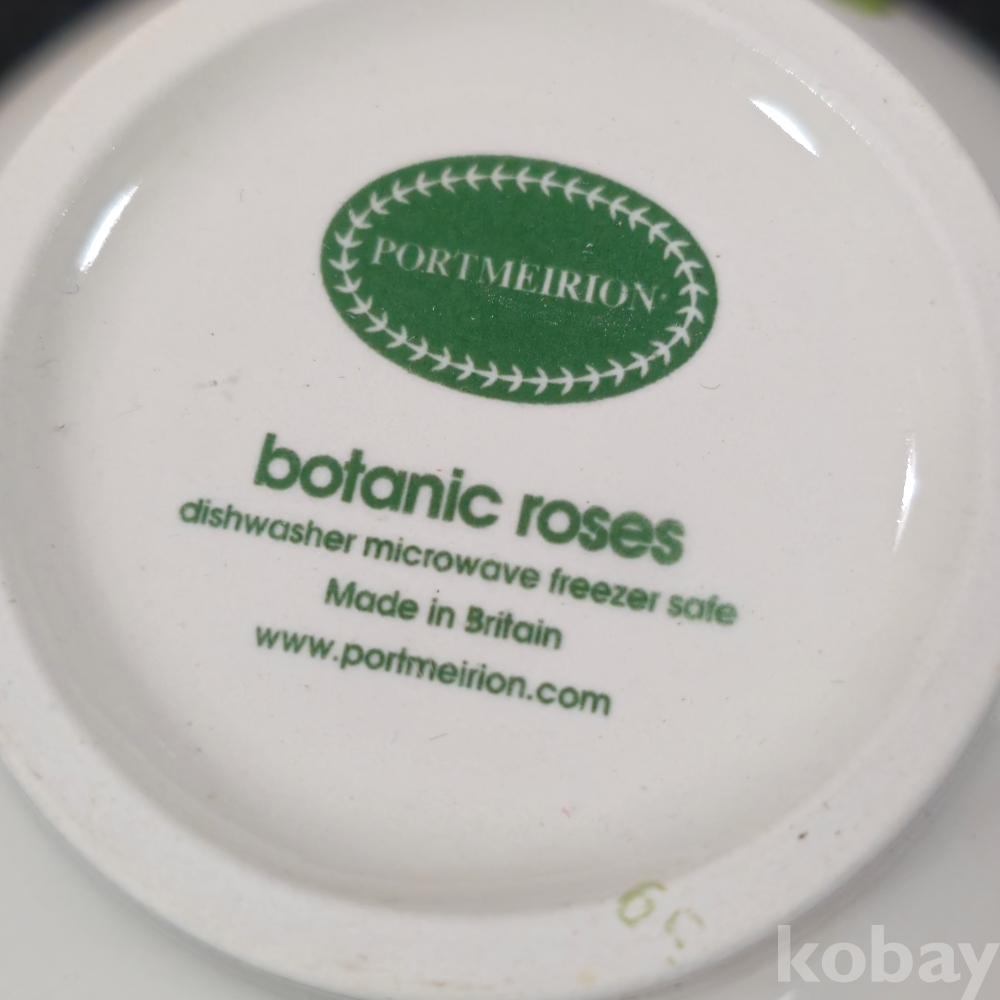 PORTMEIRION
botanic roses
dishwasher microwave freezer safe
Made in Britain
www.portmeirion.com
kobay